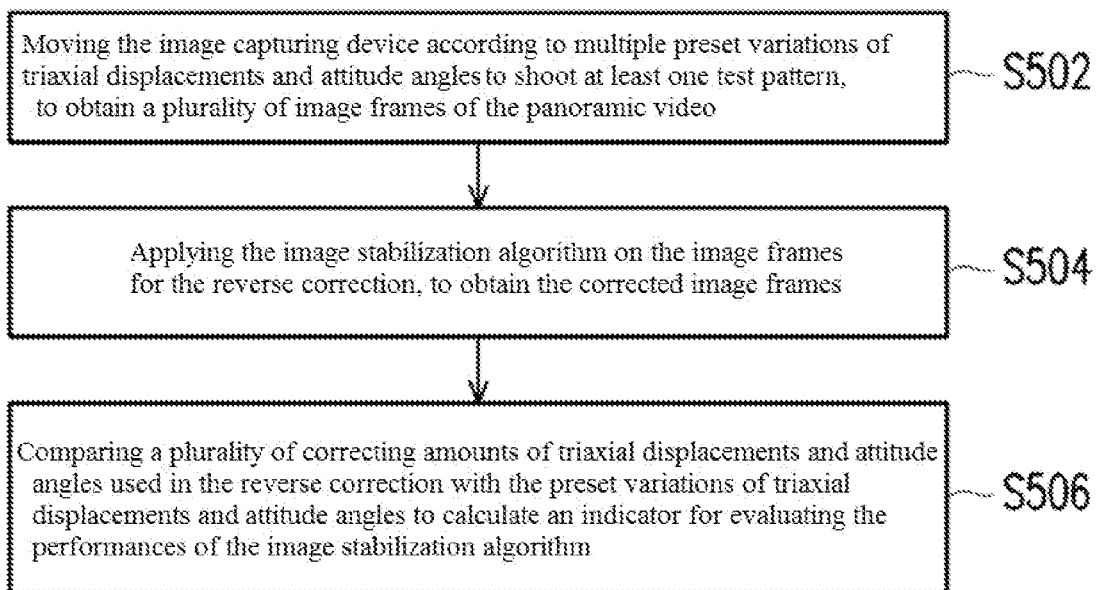 Moving the image capturing device according to multiple preset variations of
triaxial displacements and attitude angles to shoot at least one test pattern,
to obtain a plurality of image frames of the panoramic video
S502
Applying the image stabilization algorithm on the image frames
for the reverse correction, to obtain the corrected image frames
S504
Comparing a plurality of correcting amounts of triaxial displacements and attitude
angles used in the reverse correction with the preset variations of triaxial
displacements and attitude angles to calculate an indicator for evaluating the
performances of the image stabilization algorithm
S506